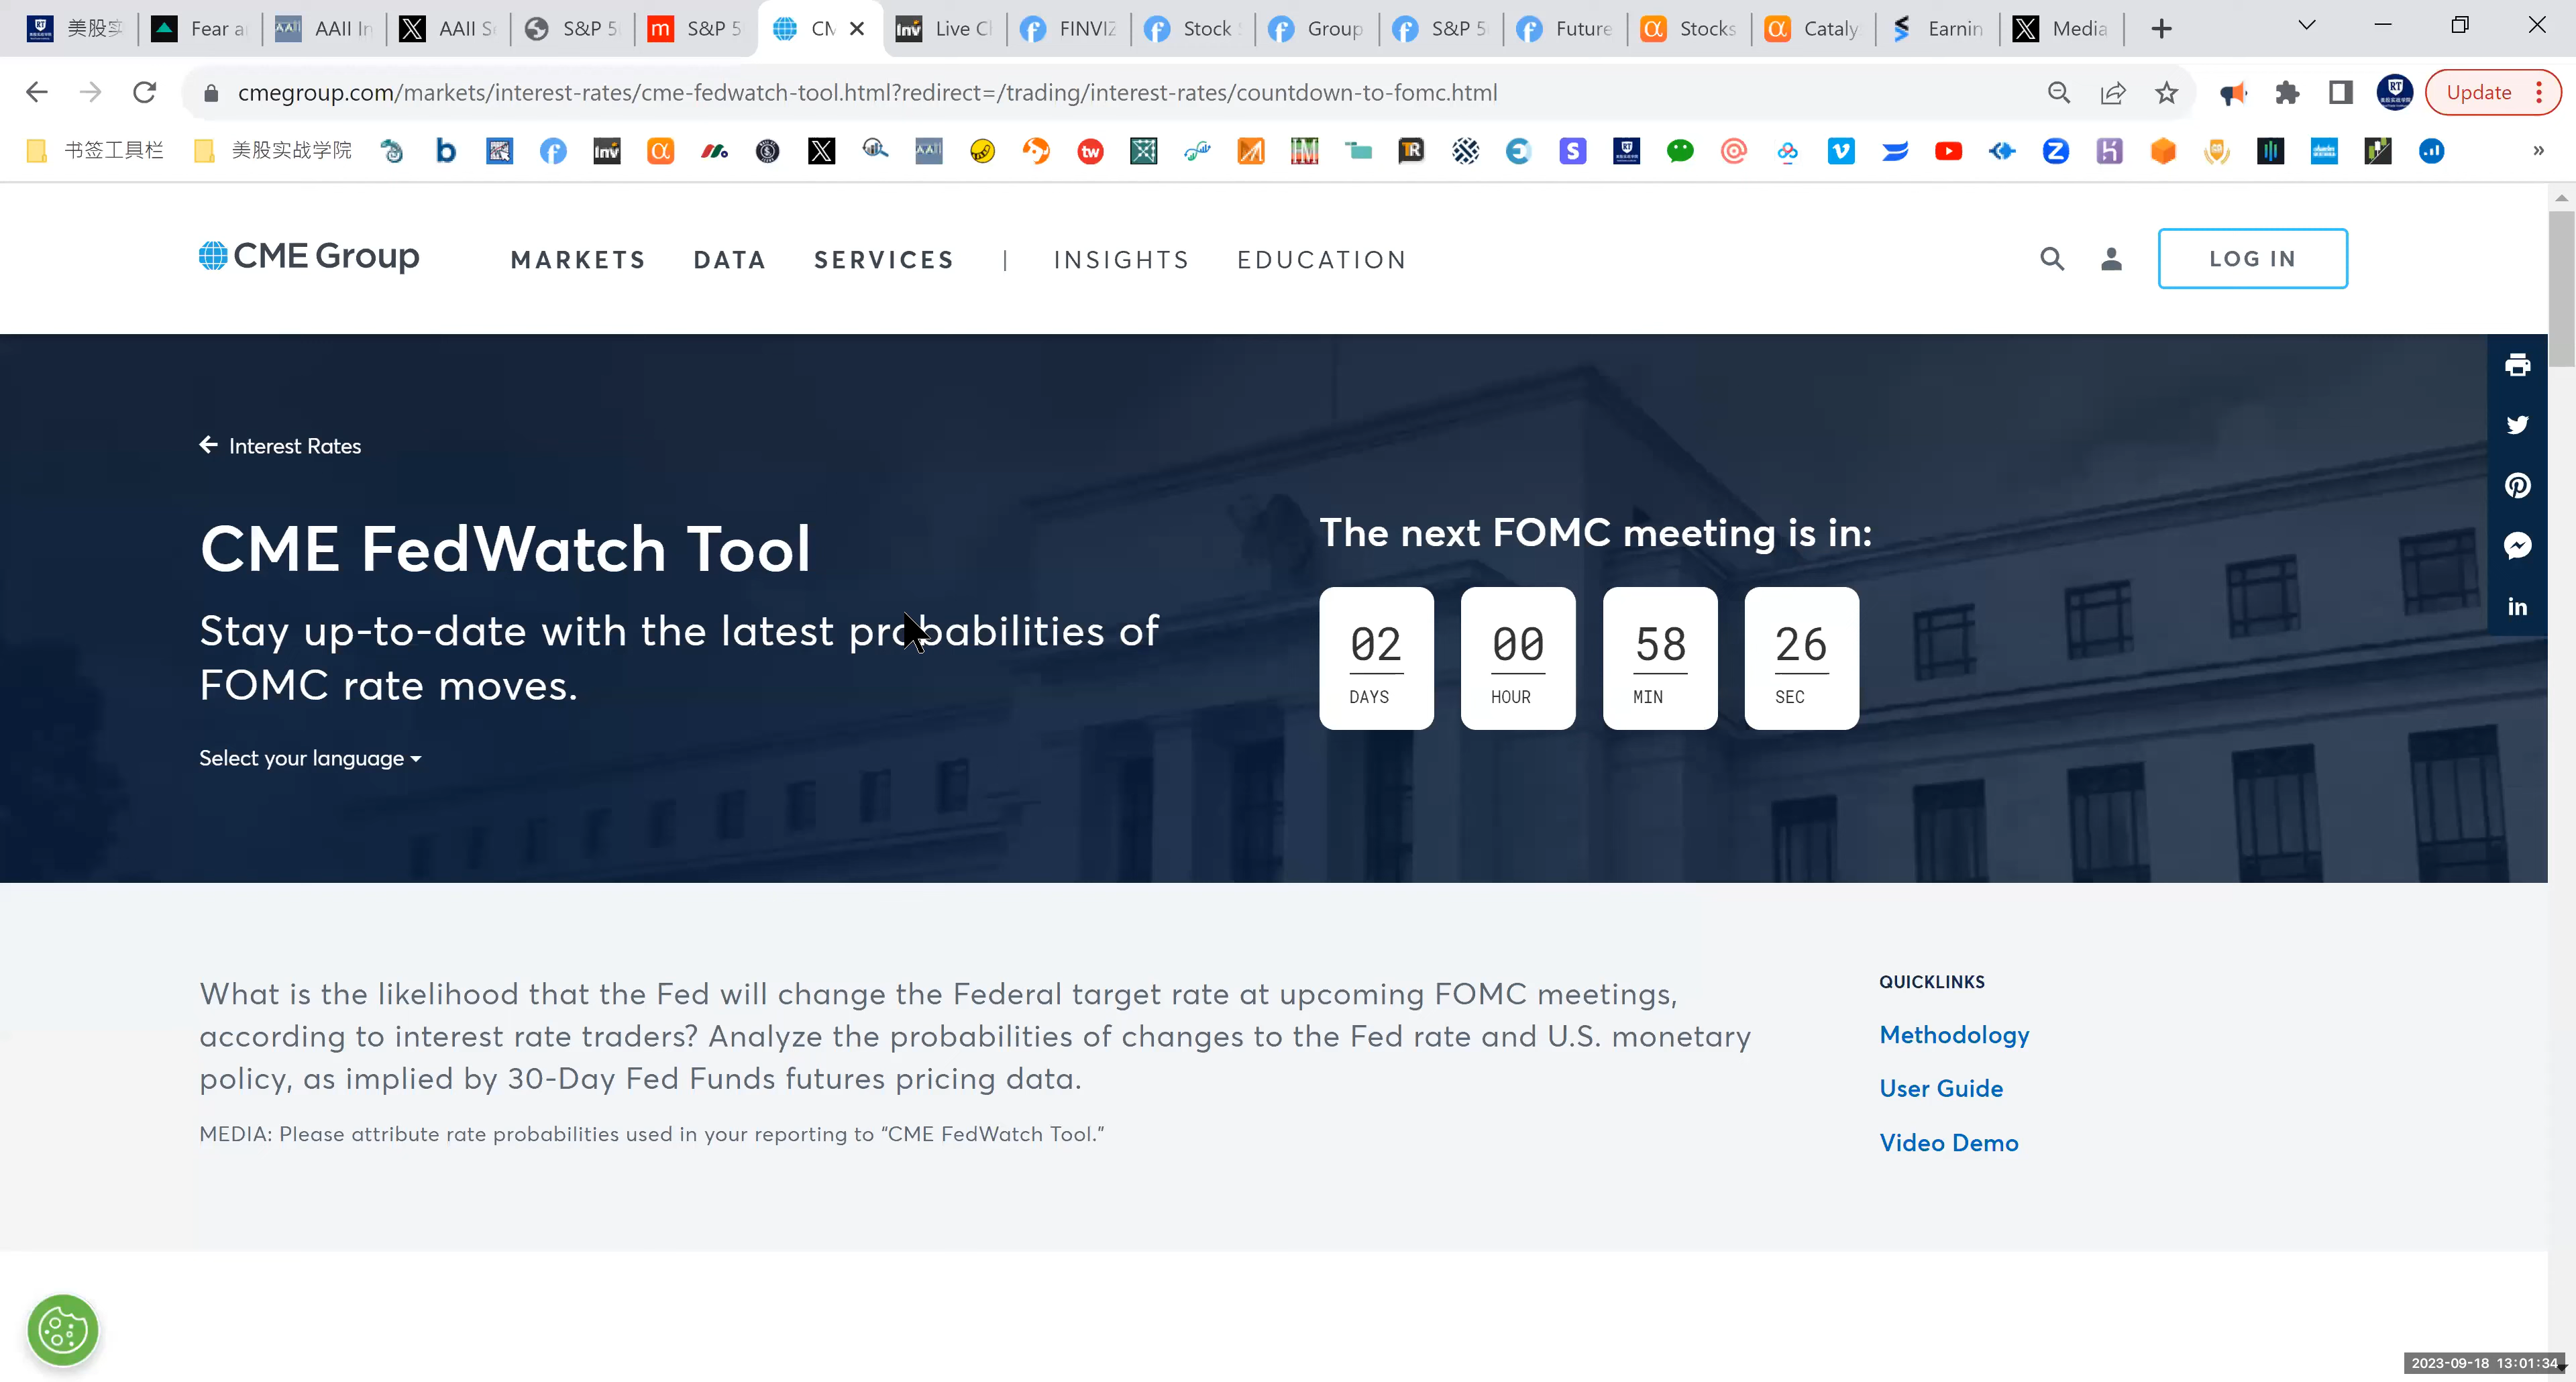 美股实
Fear a
AAII In
AAII Se
S&P 5
S&P 5
CM
Live C
FINVIZ
Stock
Group
S&P 5
Future
Stocks
Cataly
Earnin
Media
cmegroup.com/markets/interest-rates/cme-fedwatch-tool.html?redirect=/trading/interest-rates/countdown-to-fomc.html
Update
书签工具栏
美股实战学院
CME Group
MARKETS DATA SERVICES | INSIGHTS EDUCATION
LOG IN
Interest Rates
CME FedWatch Tool
Stay up-to-date with the latest probabilities of
FOMC rate moves.
Select your language
The next FOMC meeting is in:
02 00 58 26
DAYS HOUR MIN SEC
What is the likelihood that the Fed will change the Federal target rate at upcoming FOMC meetings,
according to interest rate traders? Analyze the probabilities of changes to the Fed rate and U.S. monetary
policy, as implied by 30-Day Fed Funds futures pricing data.
MEDIA: Please attribute rate probabilities used in your reporting to “CME FedWatch Tool.”
QUICKLINKS
Methodology
User Guide
Video Demo
2023-09-18 13:01:34